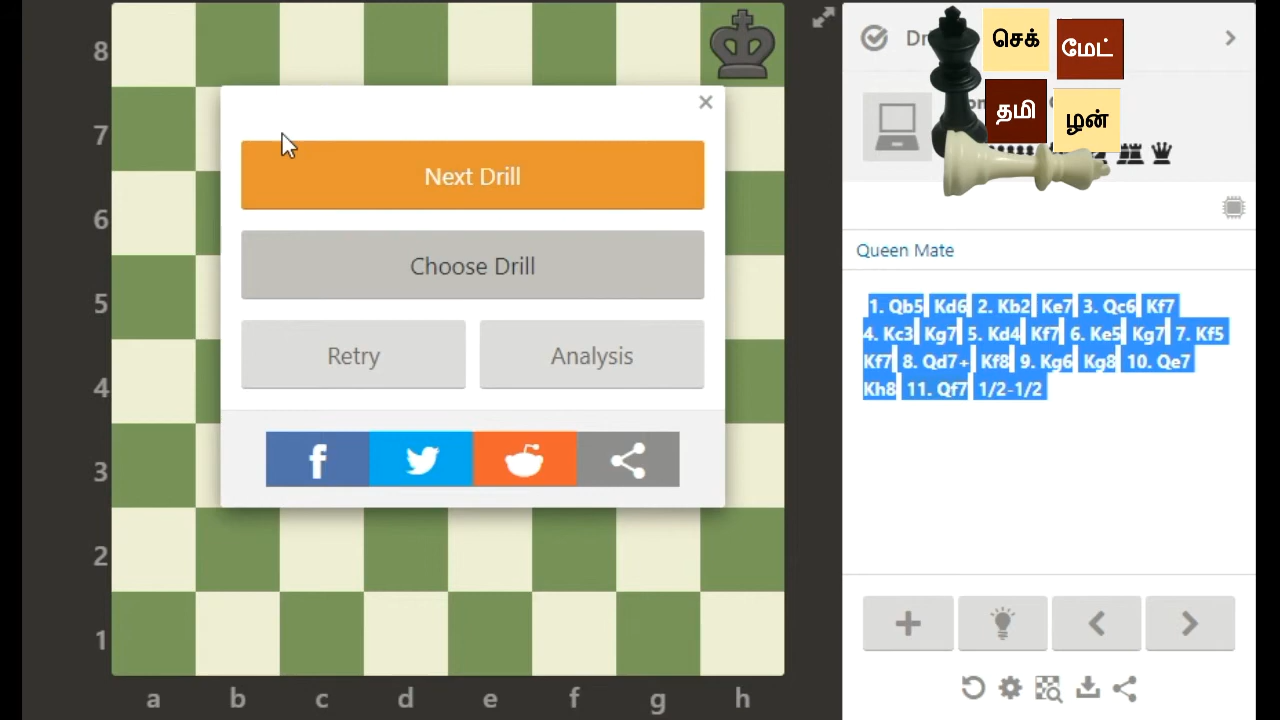 8
7
6
5
4
3
2
1
a b c d e f g h
Next Drill
Choose Drill
Retry Analysis
Dr
செக் மேட்
தமி ழன்
Queen Mate
1. Qb5 Kd6 2. Kb2 Ke7 3. Qc6 Kf7
4. Kc3 Kg7 5. Kd4 Kf7 6. Ke5 Kg7 7. Kf5
Kf7 8. Qd7+ Kf8 9. Kg6 Kg8 10. Qe7
Kh8 11. Qf7 1/2-1/2